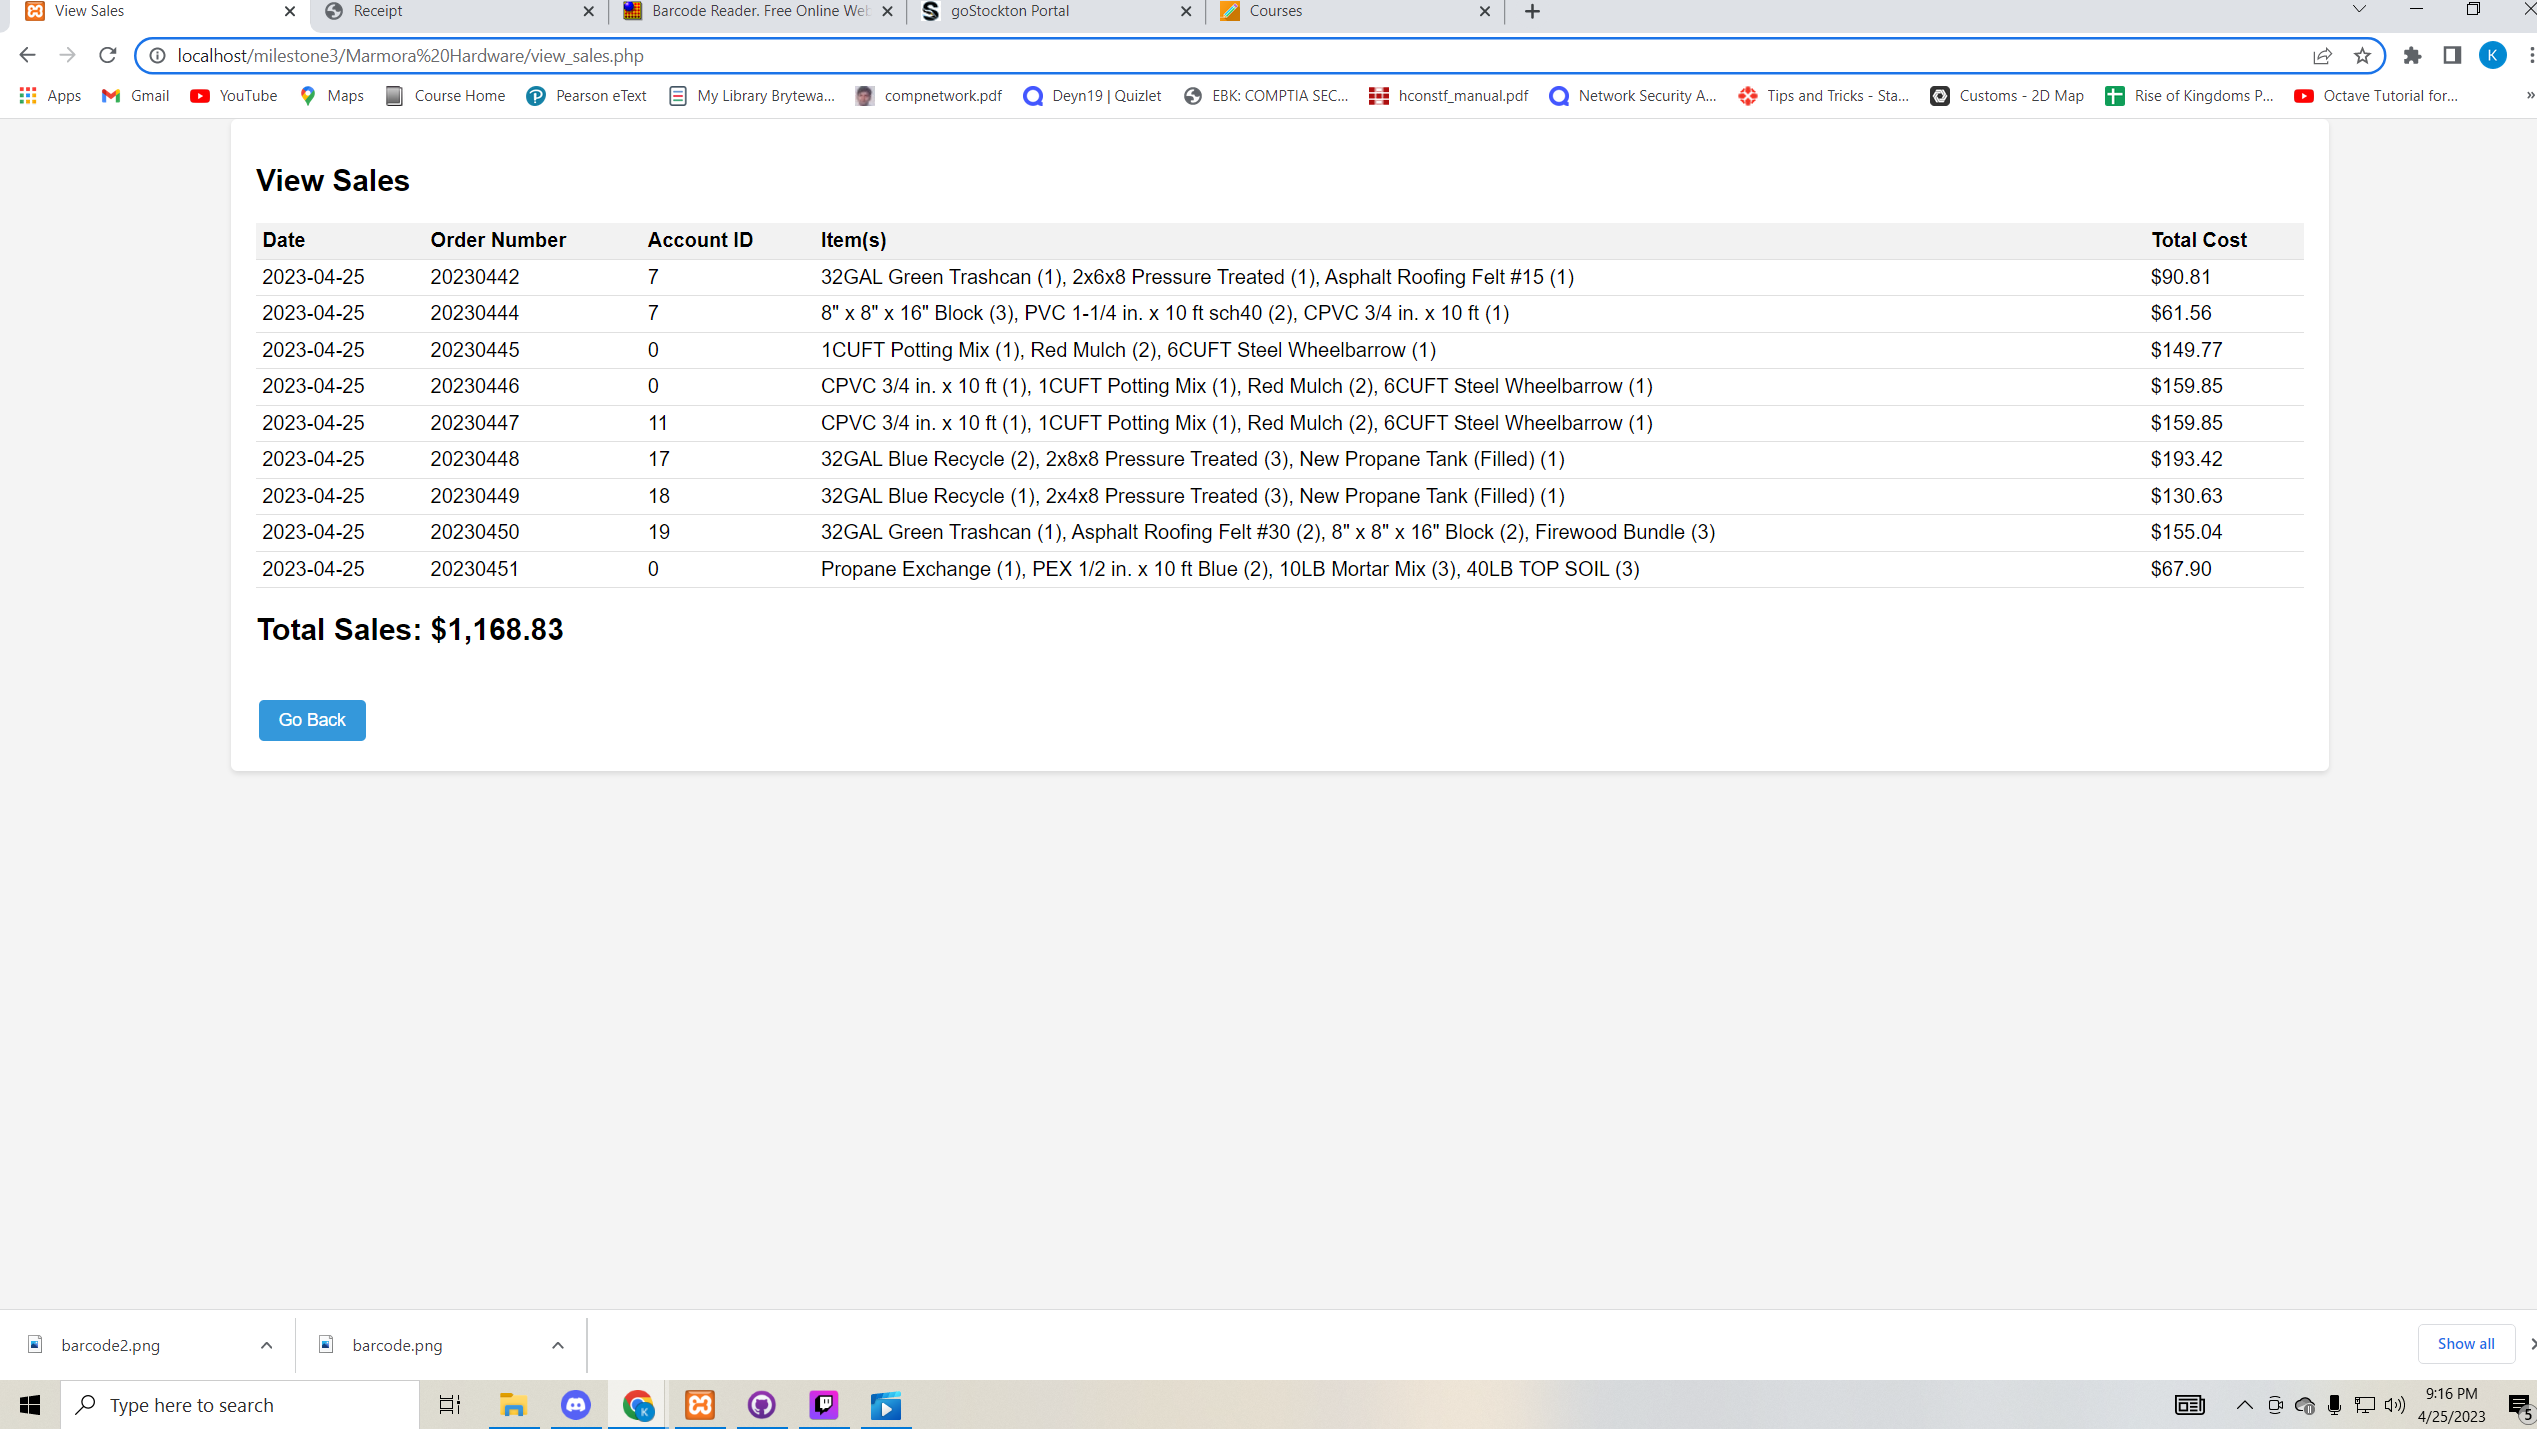 View Sales Receipt Barcode Reader. Free Online Web goStockton Portal Courses
localhost/milestone3/Marmora%20Hardware/view_sales.php K
Apps Gmail YouTube Maps Course Home Pearson eText My Library Brytewa... compnetwork.pdf Deyn19 | Quizlet EBK: COMPTIA SEC... hconstf_manual.pdf Network Security A... Tips and Tricks - Sta... Customs - 2D Map Rise of Kingdoms P... Octave Tutorial for... »
View Sales
Date Order Number Account ID Item(s) Total Cost
2023-04-25 20230442 7 32GAL Green Trashcan (1), 2x6x8 Pressure Treated (1), Asphalt Roofing Felt #15 (1) $90.81
2023-04-25 20230444 7 8" x 8" x 16" Block (3), PVC 1-1/4 in. x 10 ft sch40 (2), CPVC 3/4 in. x 10 ft (1) $61.56
2023-04-25 20230445 0 1CUFT Potting Mix (1), Red Mulch (2), 6CUFT Steel Wheelbarrow (1) $149.77
2023-04-25 20230446 0 CPVC 3/4 in. x 10 ft (1), 1CUFT Potting Mix (1), Red Mulch (2), 6CUFT Steel Wheelbarrow (1) $159.85
2023-04-25 20230447 11 CPVC 3/4 in. x 10 ft (1), 1CUFT Potting Mix (1), Red Mulch (2), 6CUFT Steel Wheelbarrow (1) $159.85
2023-04-25 20230448 17 32GAL Blue Recycle (2), 2x8x8 Pressure Treated (3), New Propane Tank (Filled) (1) $193.42
2023-04-25 20230449 18 32GAL Blue Recycle (1), 2x4x8 Pressure Treated (3), New Propane Tank (Filled) (1) $130.63
2023-04-25 20230450 19 32GAL Green Trashcan (1), Asphalt Roofing Felt #30 (2), 8" x 8" x 16" Block (2), Firewood Bundle (3) $155.04
2023-04-25 20230451 0 Propane Exchange (1), PEX 1/2 in. x 10 ft Blue (2), 10LB Mortar Mix (3), 40LB TOP SOIL (3) $67.90
Total Sales: $1,168.83
Go Back
barcode2.png barcode.png Show all
Type here to search K 9:16 PM
4/25/2023 5